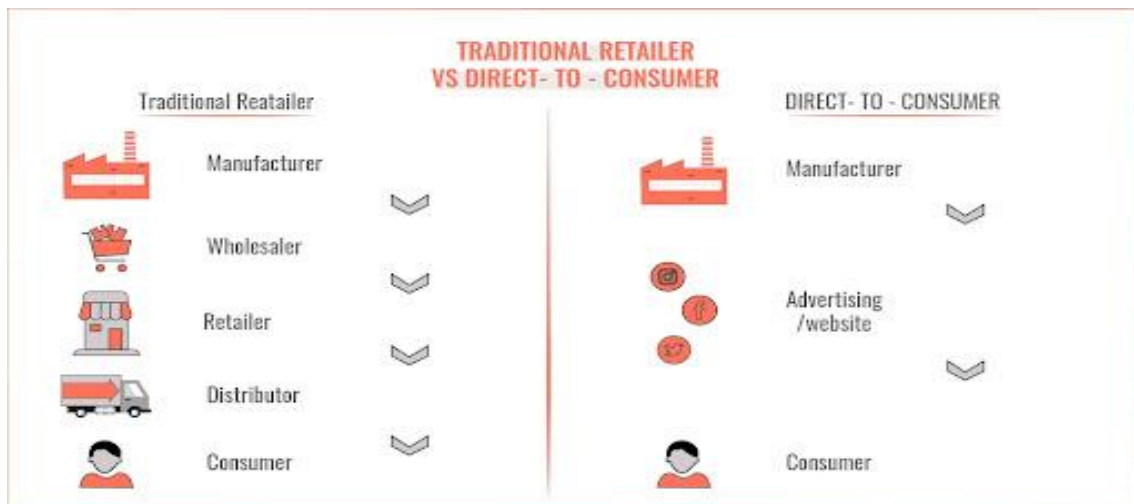 TRADITIONAL RETAILER
VS DIRECT- TO - CONSUMER
Traditional Reatailer
Manufacturer
Wholesaler
Retailer
Distributor
Consumer
DIRECT- TO - CONSUMER
Manufacturer
Advertising
/website
Consumer